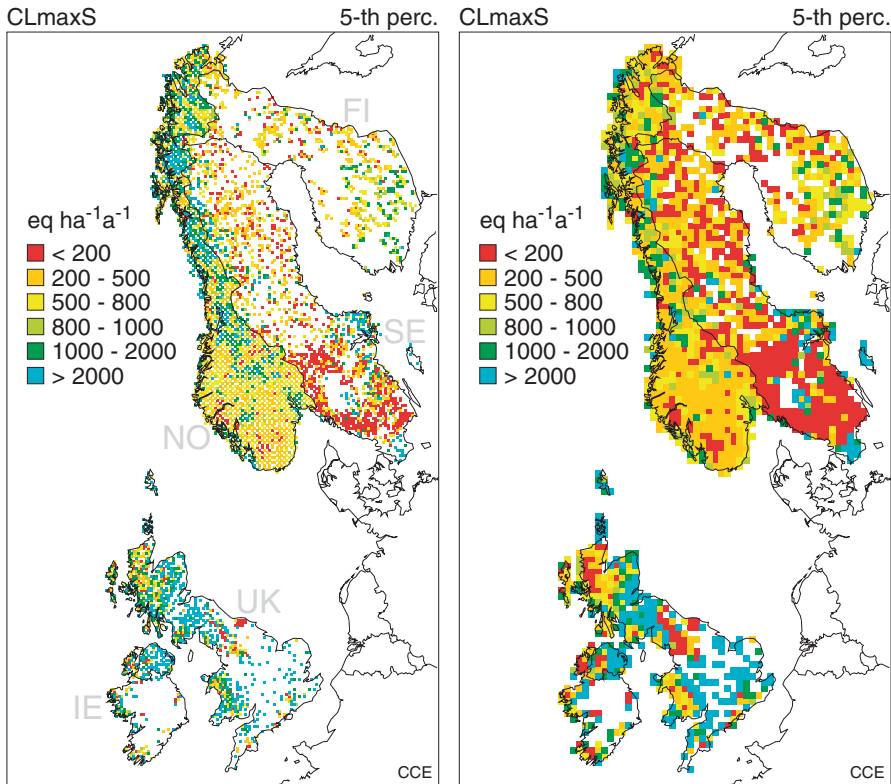 CLmaxS 5-th perc.
FI
eq ha⁻¹a⁻¹
< 200
200 - 500
500 - 800
800 - 1000
1000 - 2000
> 2000
SE
NO
UK
IE
CCE
CLmaxS 5-th perc.
eq ha⁻¹a⁻¹
< 200
200 - 500
500 - 800
800 - 1000
1000 - 2000
> 2000
CCE